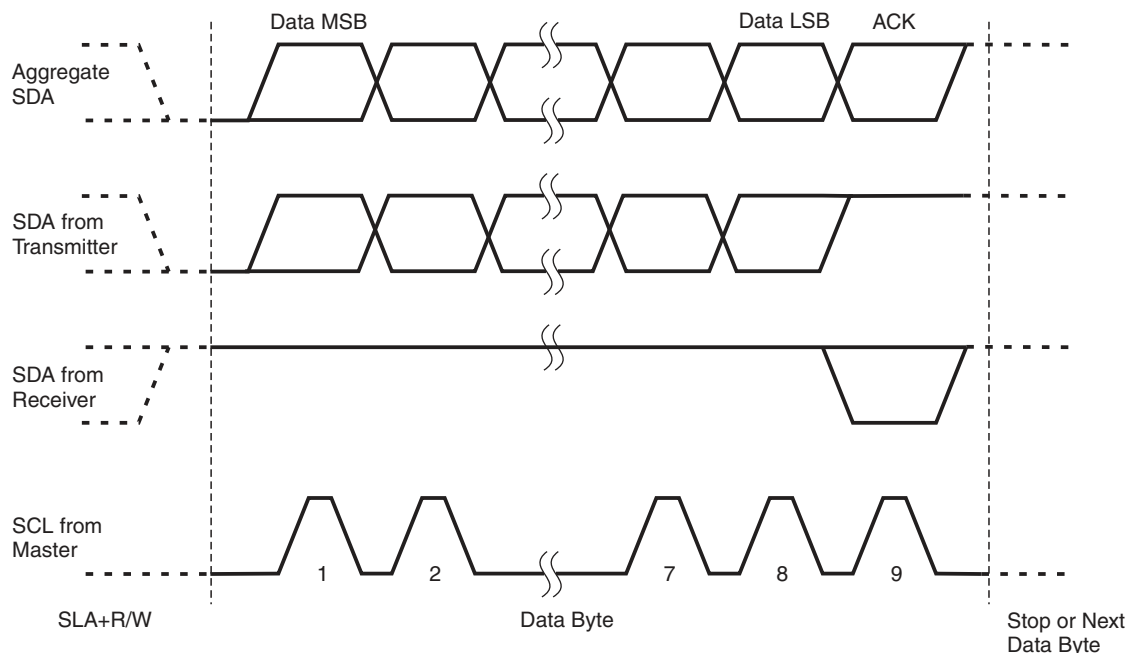 Data MSB
Data LSB
ACK
Aggregate
SDA
SDA from
Transmitter
SDA from
Receiver
SCL from
Master
1
2
7
8
9
SLA+R/W
Data Byte
Stop or Next
Data Byte